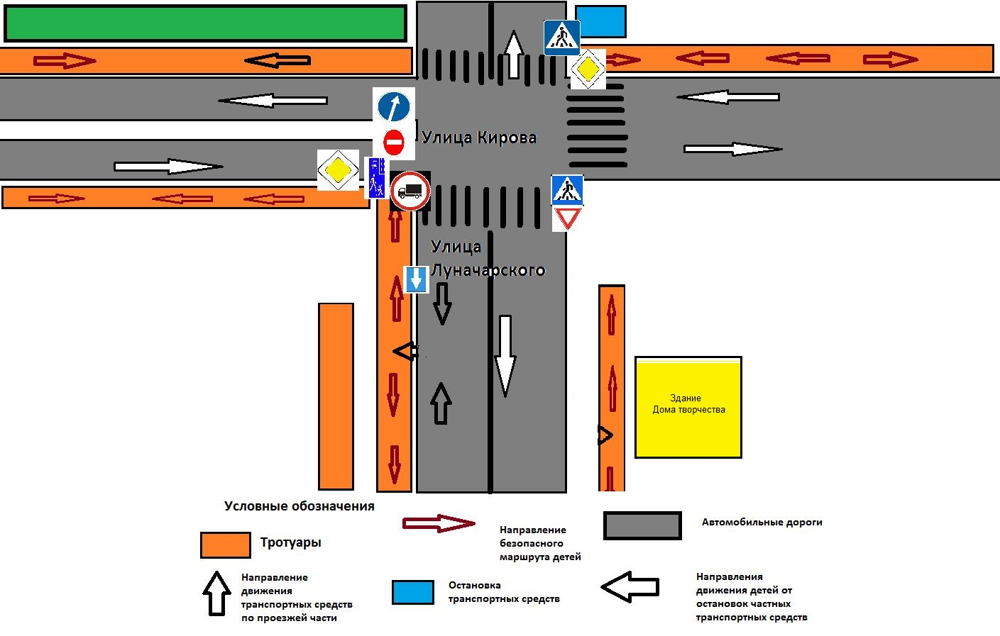 Улица Кирова
Улица
Луначарского
Здание
Дома творчества
Условные обозначения
Тротуары
Направление
безопасного
маршрута детей
Автомобильные дороги
Направление
движения
транспортных средств
по проезжей части
Остановка
транспортных средств
Направления
движения детей от
остановок частных
транспортных средств